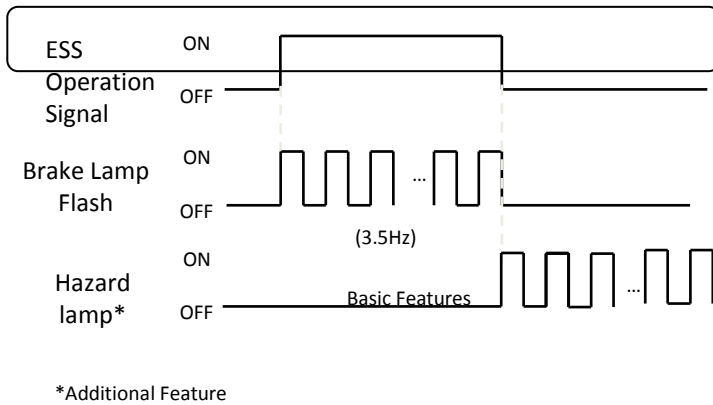 ESS
Operation
Signal
ON
OFF
Brake Lamp
Flash
ON
OFF
...
(3.5Hz)
Hazard
lamp*
ON
OFF
Basic Features
...
*Additional Feature